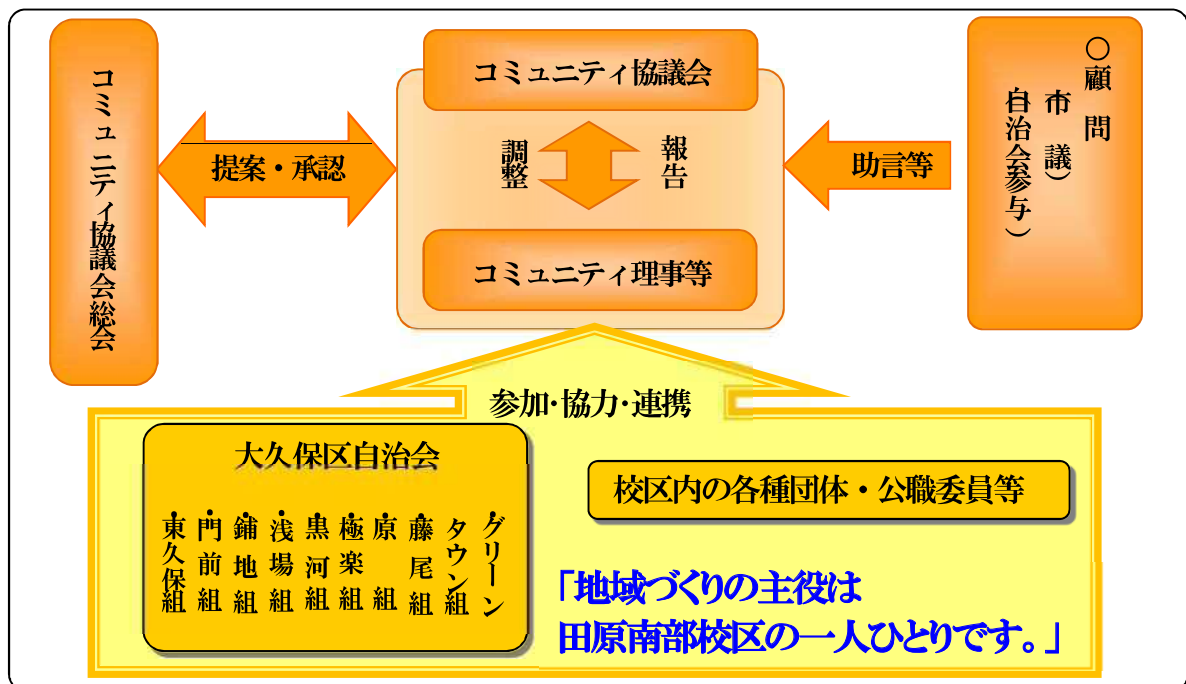 コミュニティ協議会総会
提案・承認
コミュニティ協議会
調整
報告
コミュニティ理事等
助言等
○顧問
市議)
自治会参与)
参加・協力・連携
大久保区自治会
・東久保組
・門前組
・鋪地組
・浅場組
・黒河組
・極楽組
・原組
・藤尾組
・グリーン
タウン組
校区内の各種団体・公職委員等
「地域づくりの主役は
田原南部校区の一人ひとりです。」